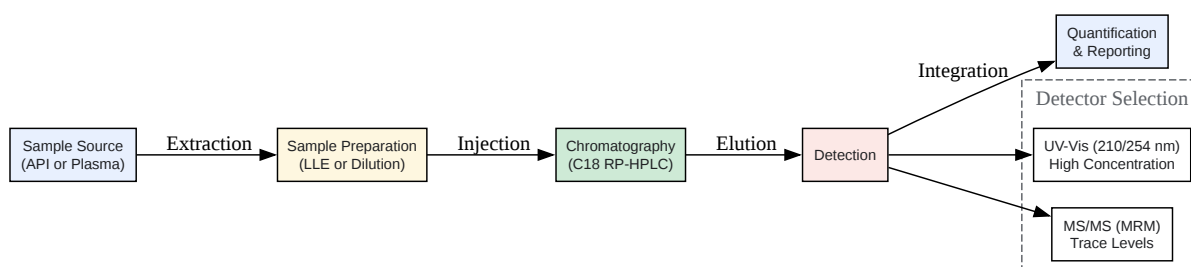 Sample Source
(API or Plasma)
Extraction
Sample Preparation
(LLE or Dilution)
Injection
Chromatography
(C18 RP-HPLC)
Elution
Detection
Integration
Quantification
& Reporting
Detector Selection
UV-Vis (210/254 nm)
High Concentration
MS/MS (MRM)
Trace Levels